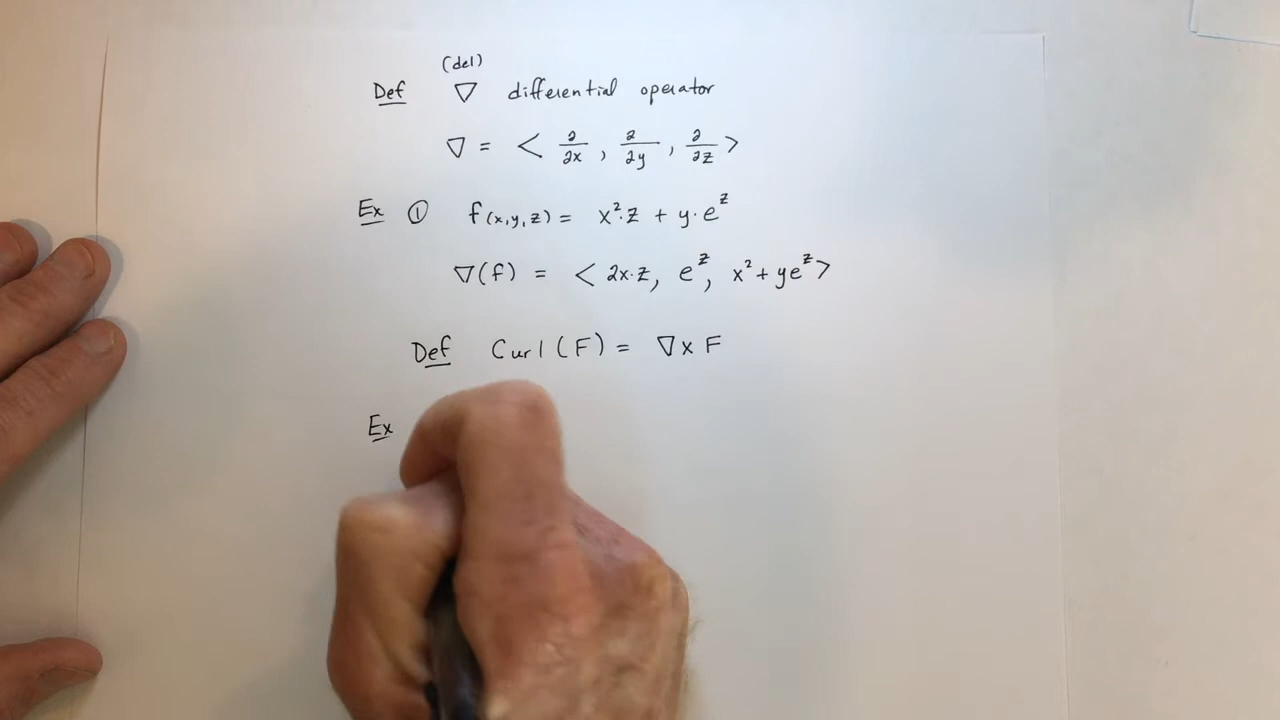 (del)
Def ∇ differential operator
∇ = < ∂/∂x , ∂/∂y , ∂/∂z >
Ex ① f(x,y,z) = x²·z + y·e^z
∇(f) = < 2x·z, e^z, x² + ye^z >
Def Curl(F) = ∇ x F
Ex